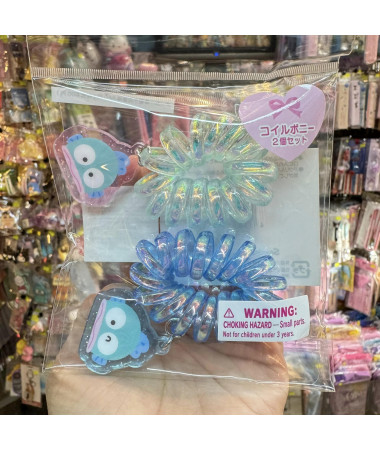 コイルポニー
2個セット
WARNING:
CHOKING HAZARD — Small parts.
Not for children under 3 years.